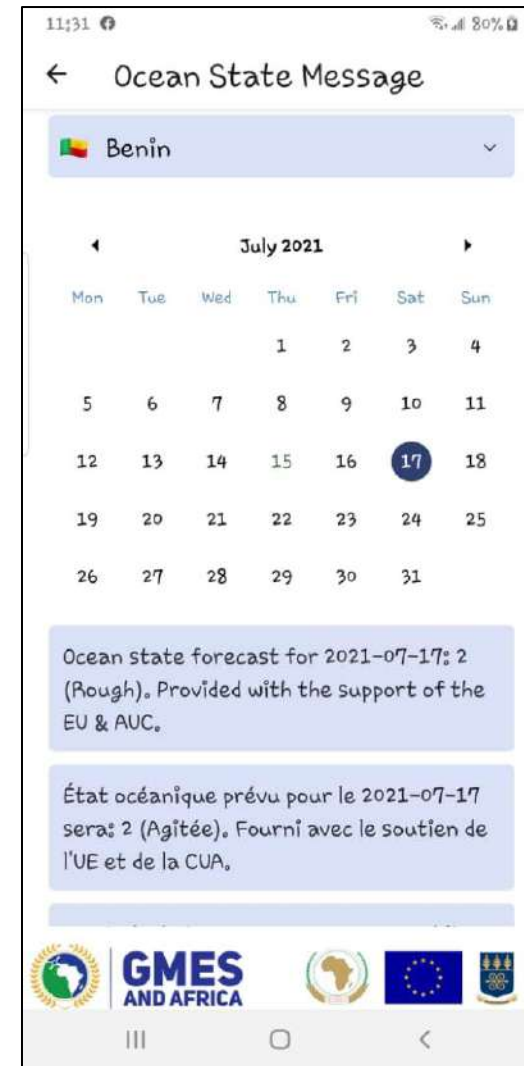 11:31 80%
Ocean State Message
Benin
July 2021
Mon Tue Wed Thu Fri Sat Sun
1 2 3 4
5 6 7 8 9 10 11
12 13 14 15 16 17 18
19 20 21 22 23 24 25
26 27 28 29 30 31
Ocean state forecast for 2021-07-17: 2
(Rough). Provided with the support of the
EU & AUC.
État océanique prévu pour le 2021-07-17
sera: 2 (Agitée). Fourni avec le soutien de
l'UE et de la CUA.
GMES
AND AFRICA